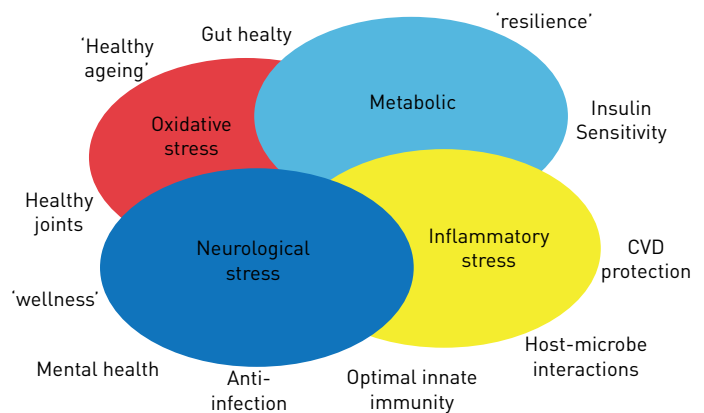 'resilience'
Gut healty
'Healthy
ageing'
Metabolic
Oxidative
stress
Insulin
Sensitivity
Healthy
joints
Neurological
stress
Inflammatory
stress
CVD
protection
'wellness'
Mental health
Anti-
infection
Optimal innate
immunity
Host-microbe
interactions